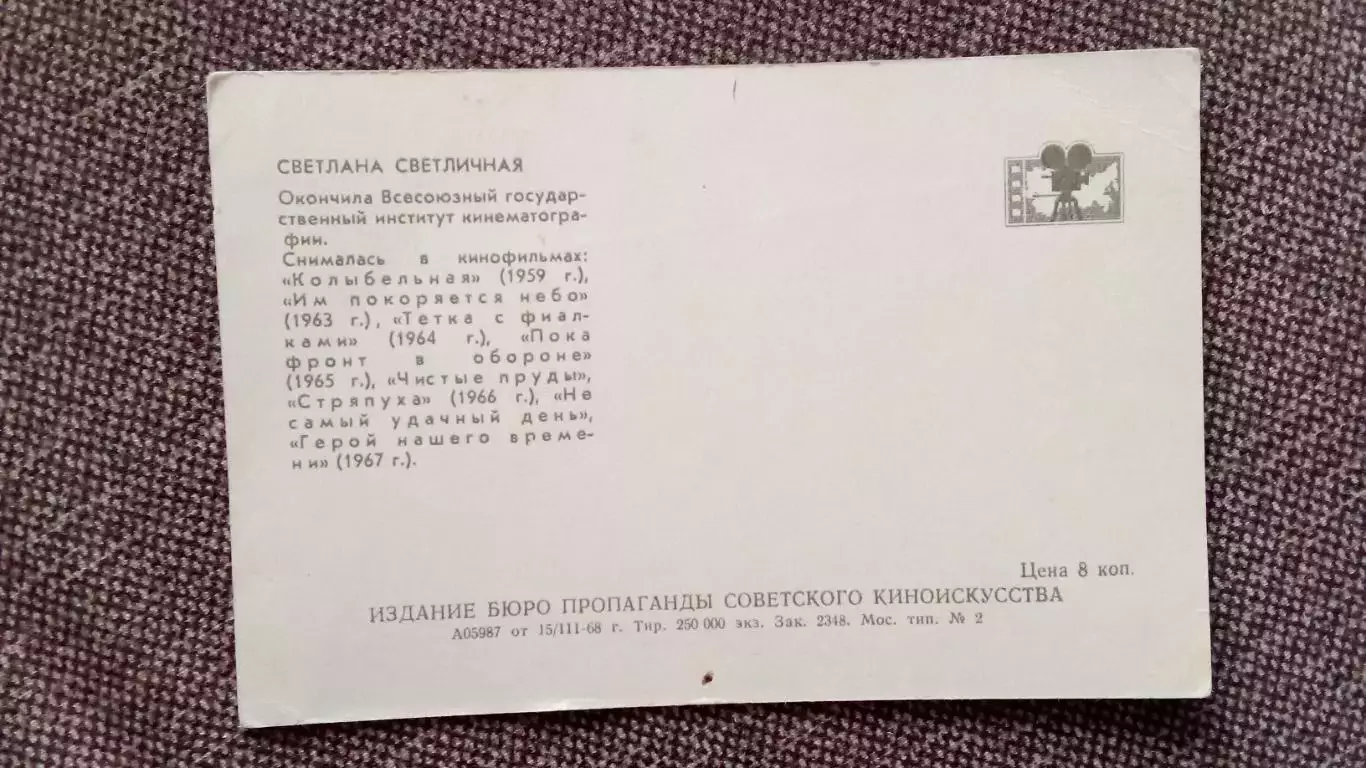 СВЕТЛАНА СВЕТЛИЧНАЯ
Окончила Всесоюзный государ-
ственный институт кинематогра-
фии.
Снималась в кинофильмах:
«Колыбельная» (1959 г.),
«Им покоряется небо»
(1963 г.), «Тетка с фиал-
ками» (1964 г.), «Пока
фронт в обороне»
(1965 г.), «Чистые пруды»,
«Стряпуха» (1966 г.), «Не
самый удачный день»,
«Герой нашего време-
ни» (1967 г.).
Цена 8 коп.
ИЗДАНИЕ БЮРО ПРОПАГАНДЫ СОВЕТСКОГО КИНОИСКУССТВА
А05987 от 15/111-68 г. Тир. 250 000 экз. Зак. 2348. Мос. тип. № 2